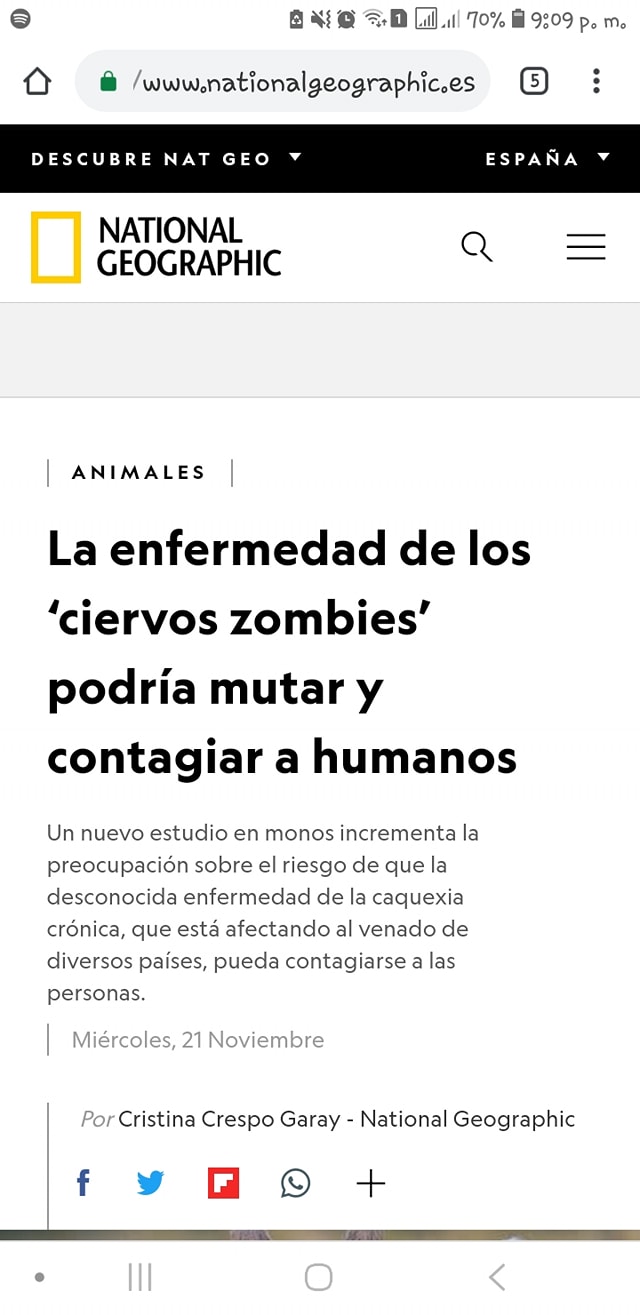 70% 9:09 p. m.
/www.nationalgeographic.es
5
DESCUBRE NAT GEO
ESPAÑA
NATIONAL
GEOGRAPHIC
ANIMALES
La enfermedad de los
‘ciervos zombies’
podría mutar y
contagiar a humanos
Un nuevo estudio en monos incrementa la
preocupación sobre el riesgo de que la
desconocida enfermedad de la caquexia
crónica, que está afectando al venado de
diversos países, pueda contagiarse a las
personas.
Miércoles, 21 Noviembre
Por Cristina Crespo Garay - National Geographic